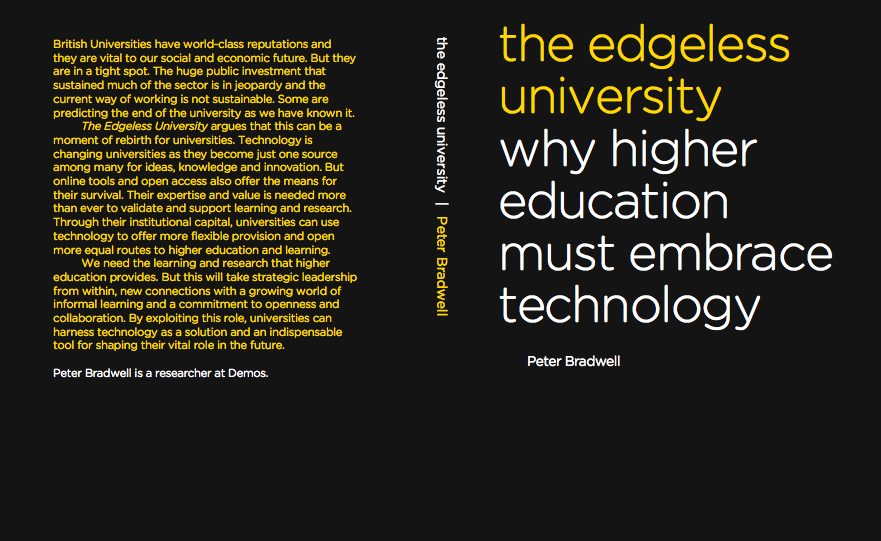 British Universities have world-class reputations and
they are vital to our social and economic future. But they
are in a tight spot. The huge public investment that
sustained much of the sector is in jeopardy and the
current way of working is not sustainable. Some are
predicting the end of the university as we have known it.
The Edgeless University argues that this can be a
moment of rebirth for universities. Technology is
changing universities as they become just one source
among many for ideas, knowledge and innovation. But
online tools and open access also offer the means for
their survival. Their expertise and value is needed more
than ever to validate and support learning and research.
Through their institutional capital, universities can use
technology to offer more flexible provision and open
more equal routes to higher education and learning.
We need the learning and research that higher
education provides. But this will take strategic leadership
from within, new connections with a growing world of
informal learning and a commitment to openness and
collaboration. By exploiting this role, universities can
harness technology as a solution and an indispensable
tool for shaping their vital role in the future.
Peter Bradwell is a researcher at Demos.
the edgeless university | Peter Bradwell
the edgeless
university
why higher
education
must embrace
technology
Peter Bradwell